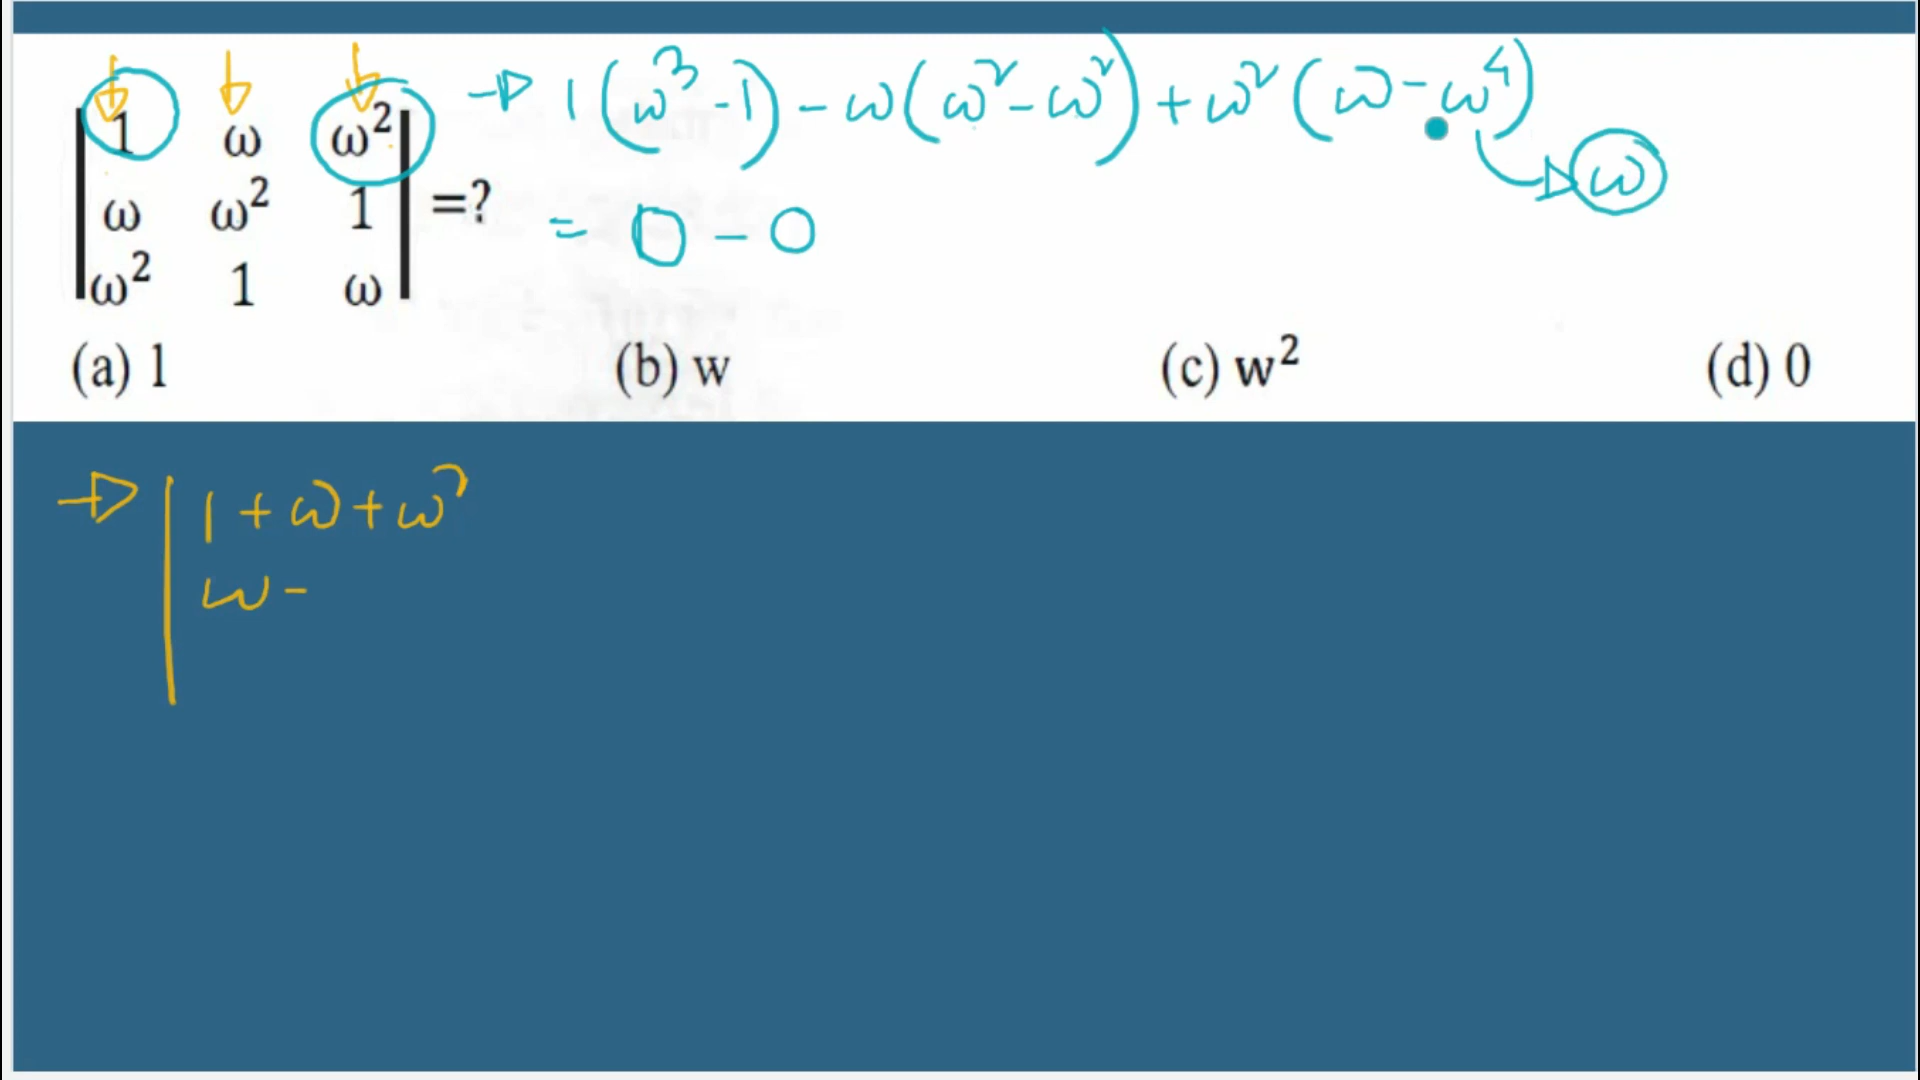 1 ω ω² → 1(ω³ - 1) - ω(ω² - ω²) + ω²(ω - ω⁴)
ω ω² 1 =? = 0 - 0 → ω
ω² 1 ω
(a) 1 (b) w (c) w² (d) 0
→ | 1 + ω + ω²
ω -